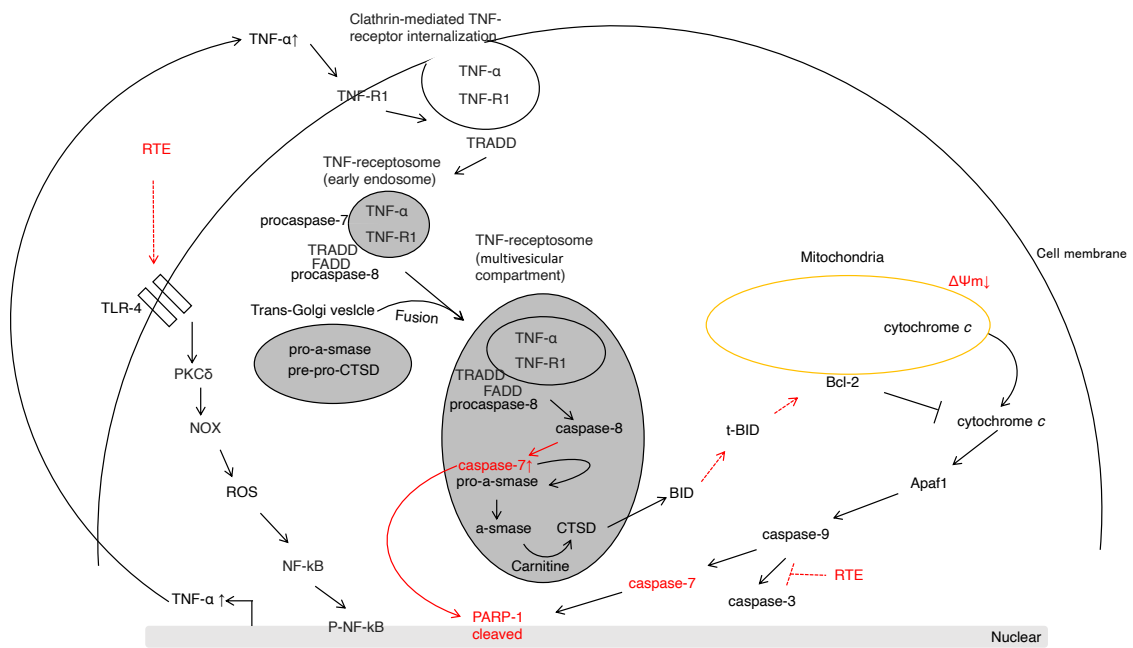 Clathrin-mediated TNF-
receptor internalization
TNF-α↑
TNF-α
TNF-R1
TNF-R1
TRADD
RTE
TNF-receptosome
(early endosome)
procaspase-7
TNF-α
TNF-R1
TRADD
FADD
procaspase-8
TNF-receptosome
(multivesicular
compartment)
Cell membrane
Mitochondria
ΔΨm↓
TLR-4
Trans-Golgi vesIcle
Fusion
cytochrome c
pro-a-smase
pre-pro-CTSD
TNF-α
TNF-R1
PKCδ
TRADD
FADD
procaspase-8
Bcl-2
NOX
caspase-8
t-BID
cytochrome c
caspase-7↑
pro-a-smase
ROS
BID
Apaf1
a-smase
CTSD
caspase-9
NF-kB
Carnitine
caspase-7
RTE
caspase-3
TNF-α ↑
P-NF-kB
PARP-1
cleaved
Nuclear